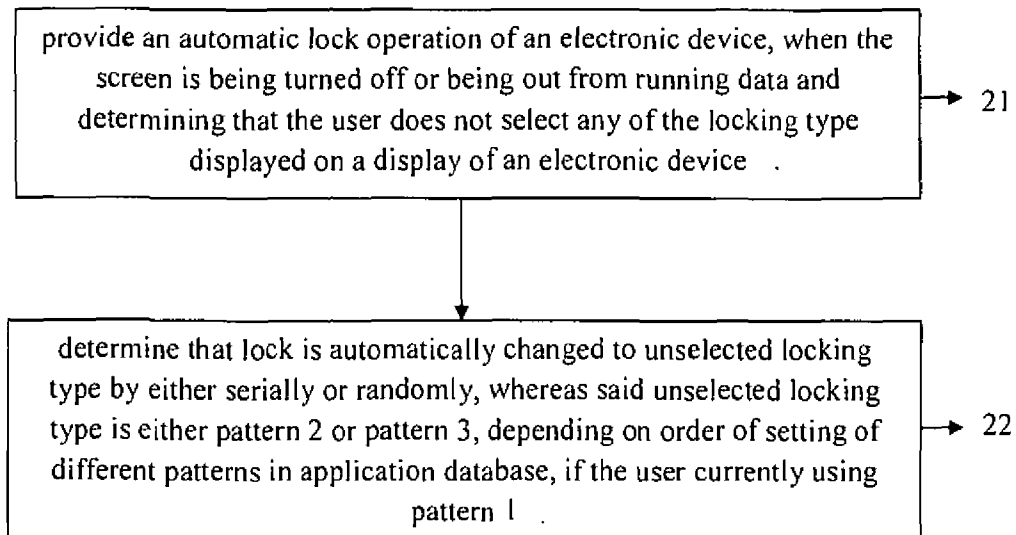 provide an automatic lock operation of an electronic device, when the
screen is being turned off or being out from running data and
determining that the user does not select any of the locking type
displayed on a display of an electronic device .
21
determine that lock is automatically changed to unselected locking
type by either serially or randomly, whereas said unselected locking
type is either pattern 2 or pattern 3, depending on order of setting of
different patterns in application database, if the user currently using
pattern 1 .
22